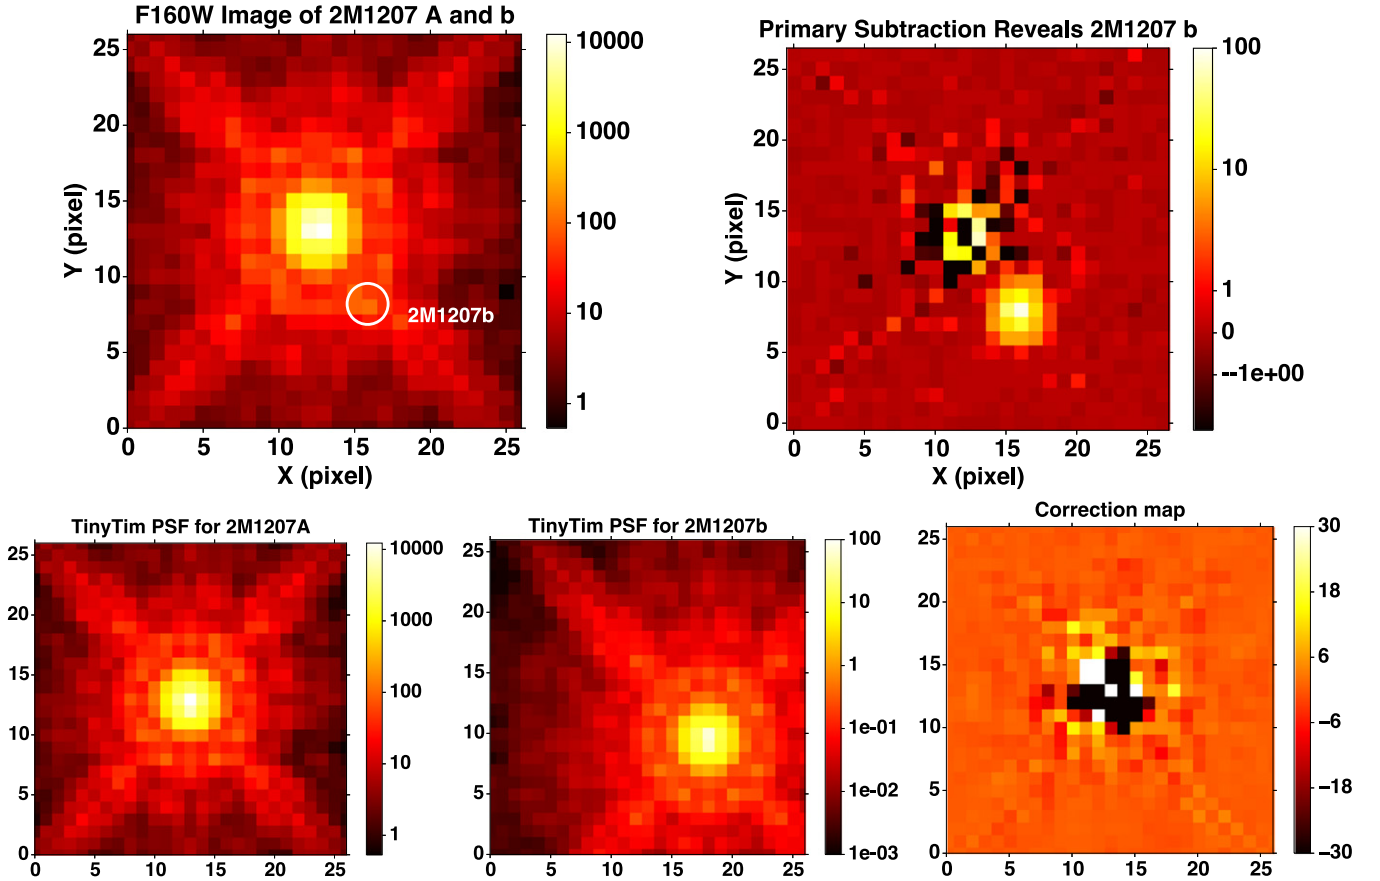 F160W Image of 2M1207 A and b
25
20
15
10
5
0
0 5 10 15 20 25
Y (pixel)
X (pixel)
2M1207b
10000
1000
100
10
1
Primary Subtraction Reveals 2M1207 b
25
20
15
10
5
0
0 5 10 15 20 25
Y (pixel)
X (pixel)
100
10
1
0
--1e+00
TinyTim PSF for 2M1207A
25
20
15
10
5
0
0 5 10 15 20 25
10000
1000
100
10
1
TinyTim PSF for 2M1207b
25
20
15
10
5
0
0 5 10 15 20 25
100
10
1
1e-01
1e-02
1e-03
Correction map
25
20
15
10
5
0
0 5 10 15 20 25
30
18
6
−6
−18
−30